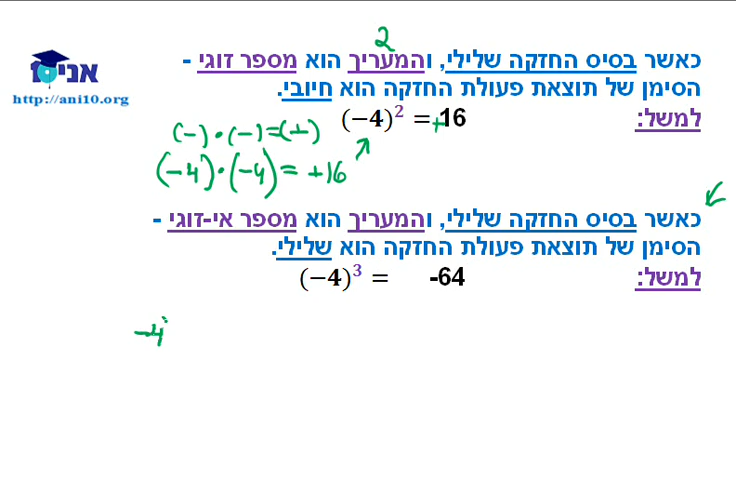 2
כאשר בסיס החזקה שלילי, והמעריך הוא מספר זוגי -
הסימן של תוצאת פעולת החזקה הוא חיובי.
למשל: (−4)² = +16
(-) · (-) = (+)
(-4) · (-4) = +16
אני10
http://ani10.org
כאשר בסיס החזקה שלילי, והמעריך הוא מספר אי-זוגי -
הסימן של תוצאת פעולת החזקה הוא שלילי.
למשל: (−4)³ = -64
-4